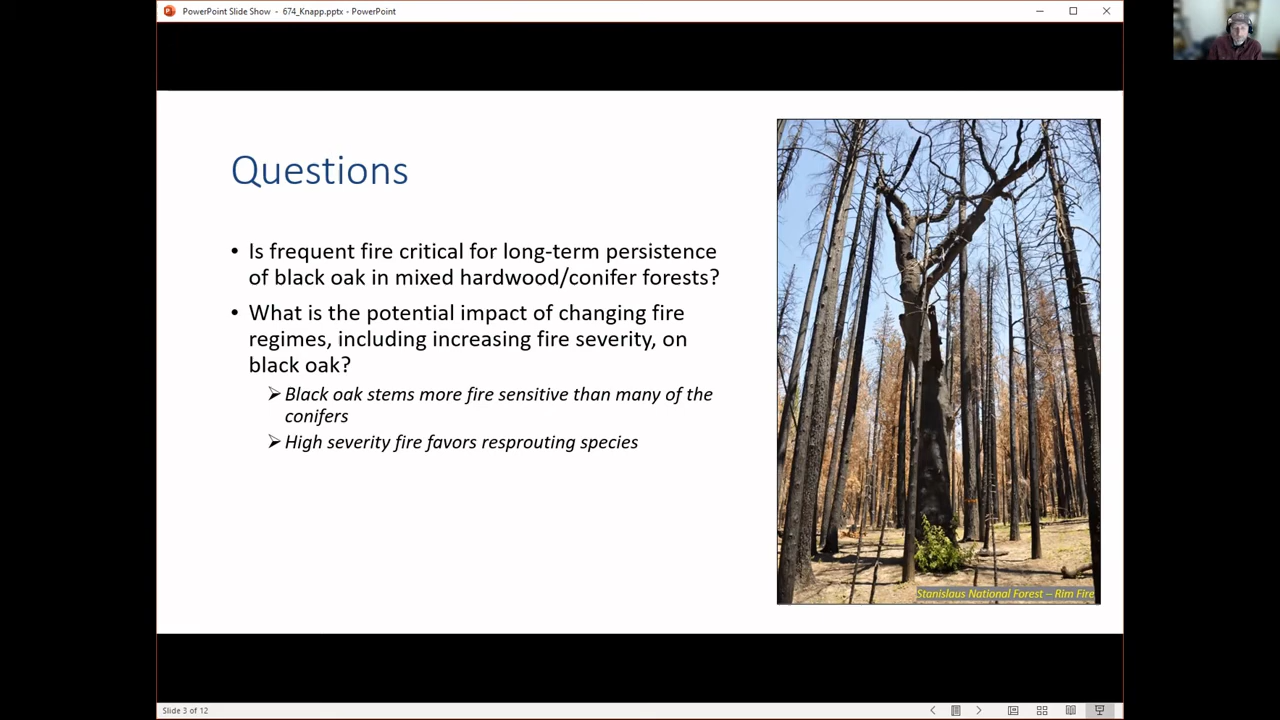 PowerPoint Slide Show - 674_Knapp.pptx - PowerPoint
Questions
• Is frequent fire critical for long-term persistence
of black oak in mixed hardwood/conifer forests?
• What is the potential impact of changing fire
regimes, including increasing fire severity, on
black oak?
➢ Black oak stems more fire sensitive than many of the
conifers
➢ High severity fire favors resprouting species
Stanislaus National Forest – Rim Fire
Slide 3 of 12